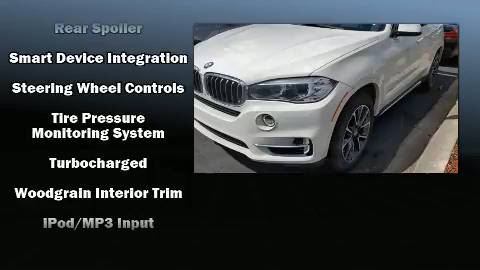 Rear Spoiler
Smart Device Integration
Steering Wheel Controls
Tire Pressure
Monitoring System
Turbocharged
Woodgrain Interior Trim
iPod/MP3 Input